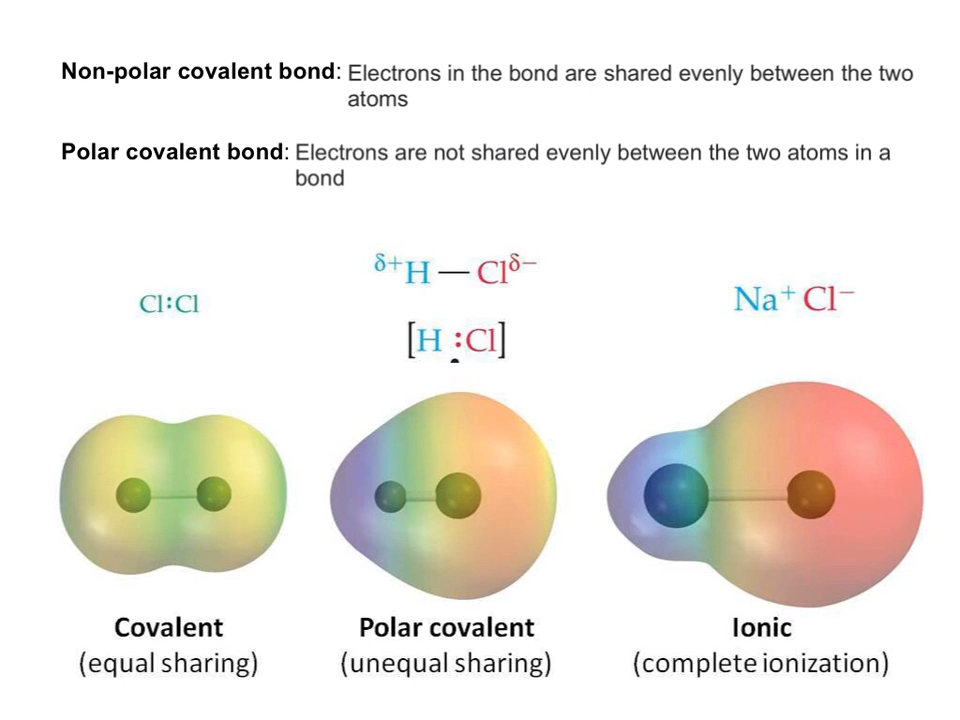 Non-polar covalent bond: Electrons in the bond are shared evenly between the two
atoms
Polar covalent bond: Electrons are not shared evenly between the two atoms in a
bond
δ+H — Clδ−
Cl:Cl
Na+ Cl−
[H :Cl]
Covalent
(equal sharing)
Polar covalent
(unequal sharing)
Ionic
(complete ionization)